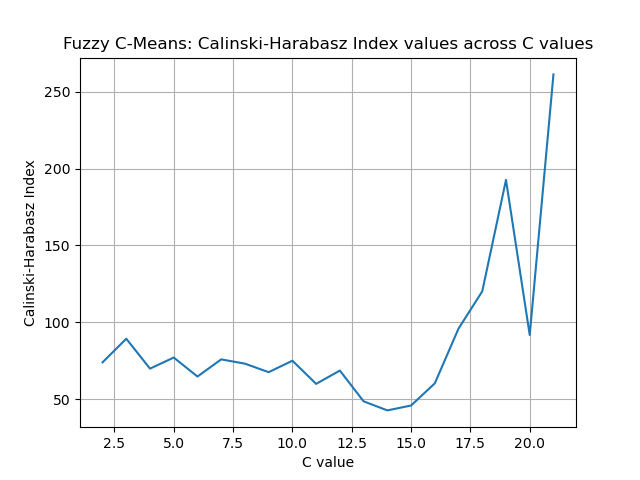 Fuzzy C-Means: Calinski-Harabasz Index values across C values
250
200
150
100
50
Calinski-Harabasz Index
2.5 5.0 7.5 10.0 12.5 15.0 17.5 20.0
C value